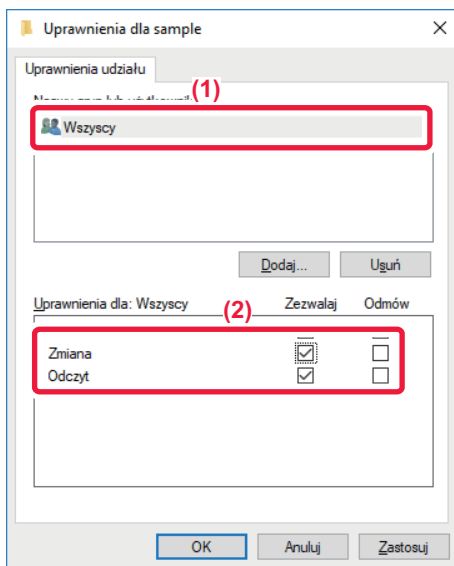 Uprawnienia dla sample
Uprawnienia udziału
(1)
Wszyscy
Dodaj... Usuń
Uprawnienia dla: Wszyscy (2) Zezwalaj Odmów
Zmiana
Odczyt
OK Anuluj Zastosuj